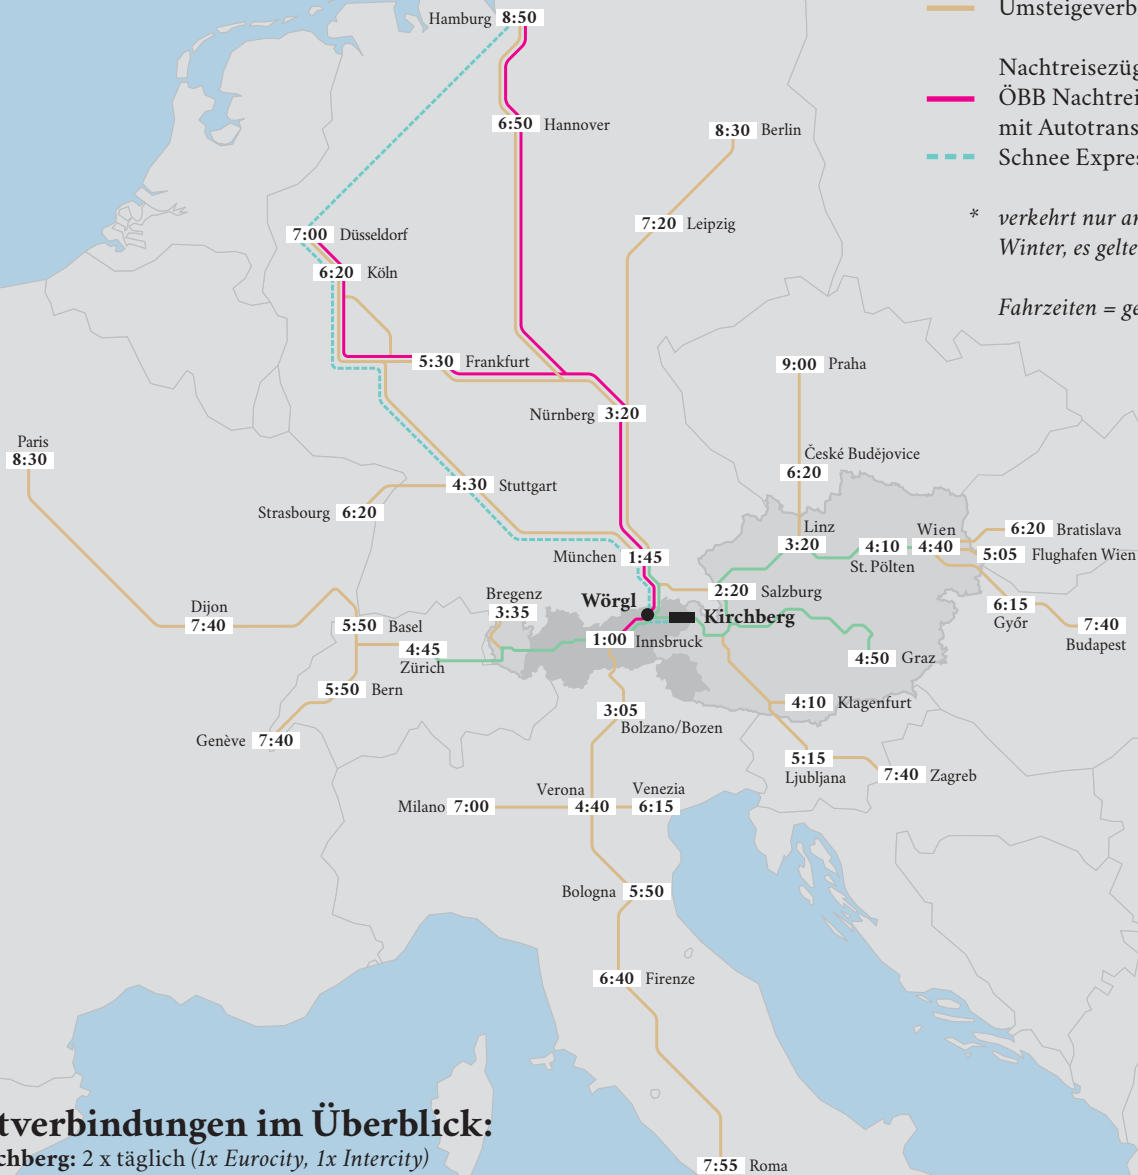 Hamburg 8:50
Umsteigeverb
Nachtreisezüg
ÖBB Nachtrei
mit Autotrans
Schnee Expres
* verkehrt nur an
Winter, es gelte
Fahrzeiten = ge
6:50 Hannover
8:30 Berlin
7:20 Leipzig
7:00 Düsseldorf
6:20 Köln
5:30 Frankfurt
9:00 Praha
Nürnberg 3:20
Paris
8:30
České Budějovice
6:20
4:30 Stuttgart
Strasbourg 6:20
Linz
3:20
Wien
4:10 4:40
St. Pölten
6:20 Bratislava
5:05 Flughafen Wien
München 1:45
2:20 Salzburg
Bregenz
3:35
Wörgl
Kirchberg
6:15
Győr
7:40
Budapest
Dijon
7:40
5:50 Basel
4:45
Zürich
1:00 Innsbruck
4:50 Graz
5:50 Bern
4:10 Klagenfurt
3:05
Bolzano/Bozen
Genève 7:40
5:15
Ljubljana
7:40 Zagreb
Verona Venezia
Milano 7:00 4:40 6:15
Bologna 5:50
6:40 Firenze
tverbindungen im Überblick:
chberg: 2 x täglich (1x Eurocity, 1x Intercity)
7:55 Roma